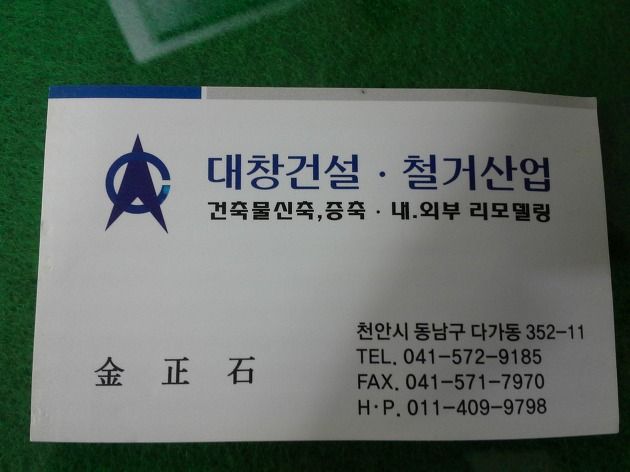 대창건설 · 철거산업
건축물신축,증축 · 내.외부 리모델링
金 正 石
천안시 동남구 다가동 352-11
TEL. 041-572-9185
FAX. 041-571-7970
H·P. 011-409-9798